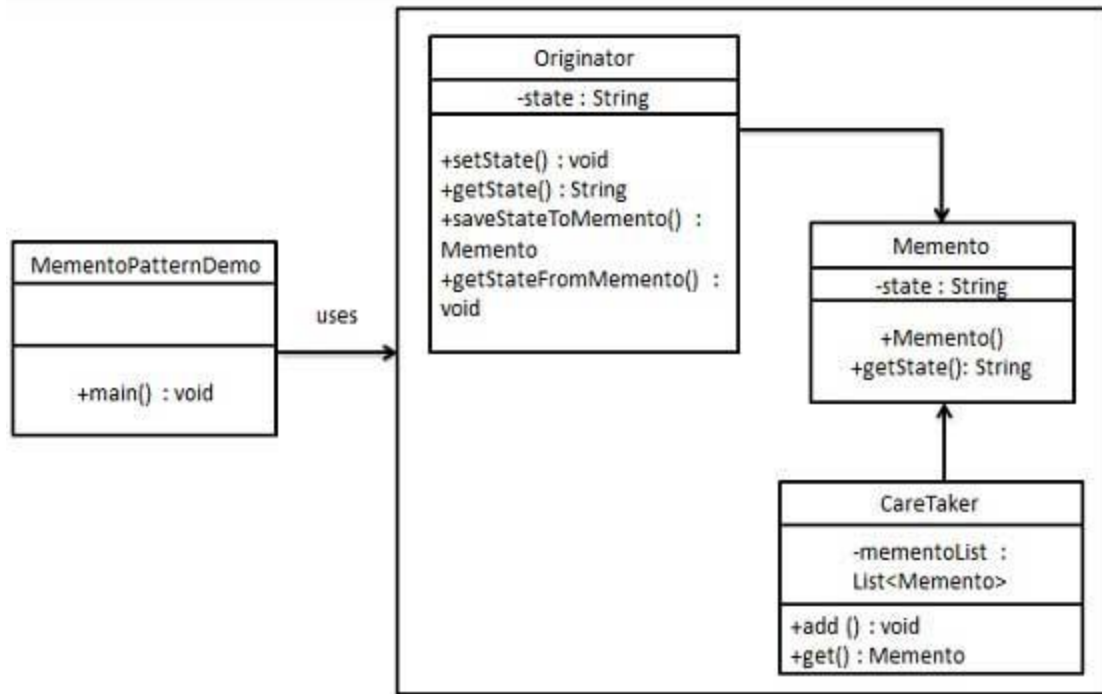 Originator
-state : String
+setState() : void
+getState() : String
+saveStateToMemento() :
Memento
+getStateFromMemento() :
void
MementoPatternDemo
+main() : void
uses
Memento
-state : String
+Memento()
+getState(): String
CareTaker
-mementoList :
List<Memento>
+add () : void
+get() : Memento